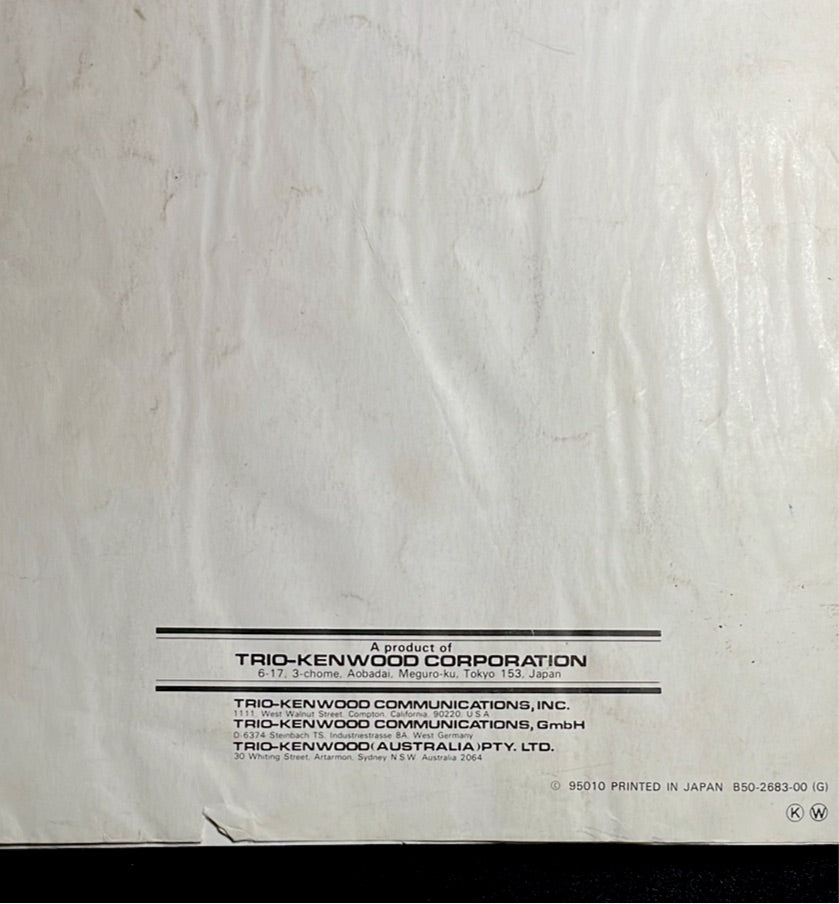 A product of
TRIO-KENWOOD CORPORATION
6-17, 3-chome, Aobadai, Meguro-ku, Tokyo 153, Japan
TRIO-KENWOOD COMMUNICATIONS, INC.
1111, West Walnut Street, Compton, California, 90220, U S A
TRIO-KENWOOD COMMUNICATIONS, GmbH
D-6374 Steinbach TS, Industriestrasse 8A, West Germany
TRIO-KENWOOD(AUSTRALIA)PTY. LTD.
30 Whiting Street, Artarmon, Sydney N S W Australia 2064
© 95010 PRINTED IN JAPAN B50-2683-00 (G)
Ⓚ Ⓦ